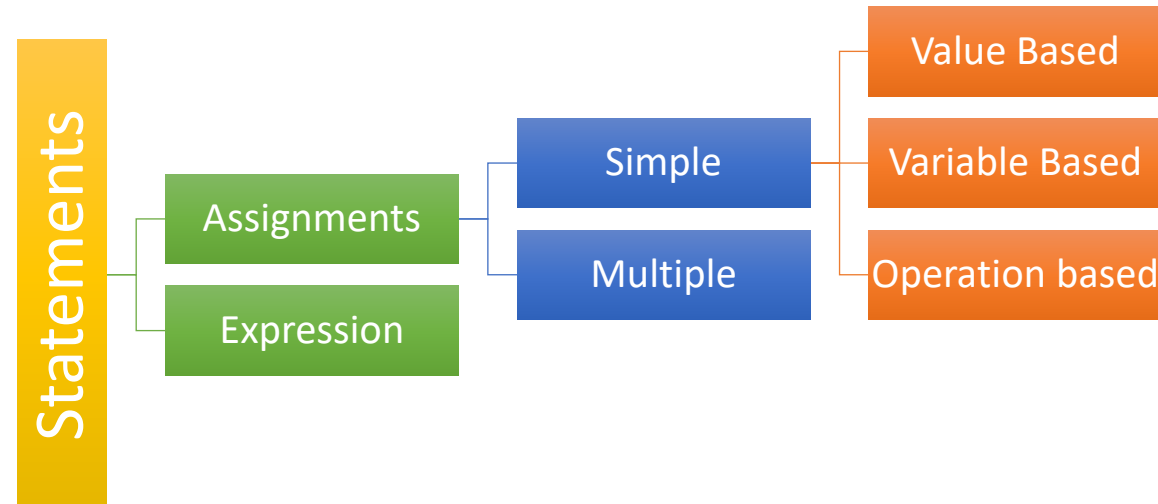 Statements
Assignments
Expression
Simple
Multiple
Value Based
Variable Based
Operation based